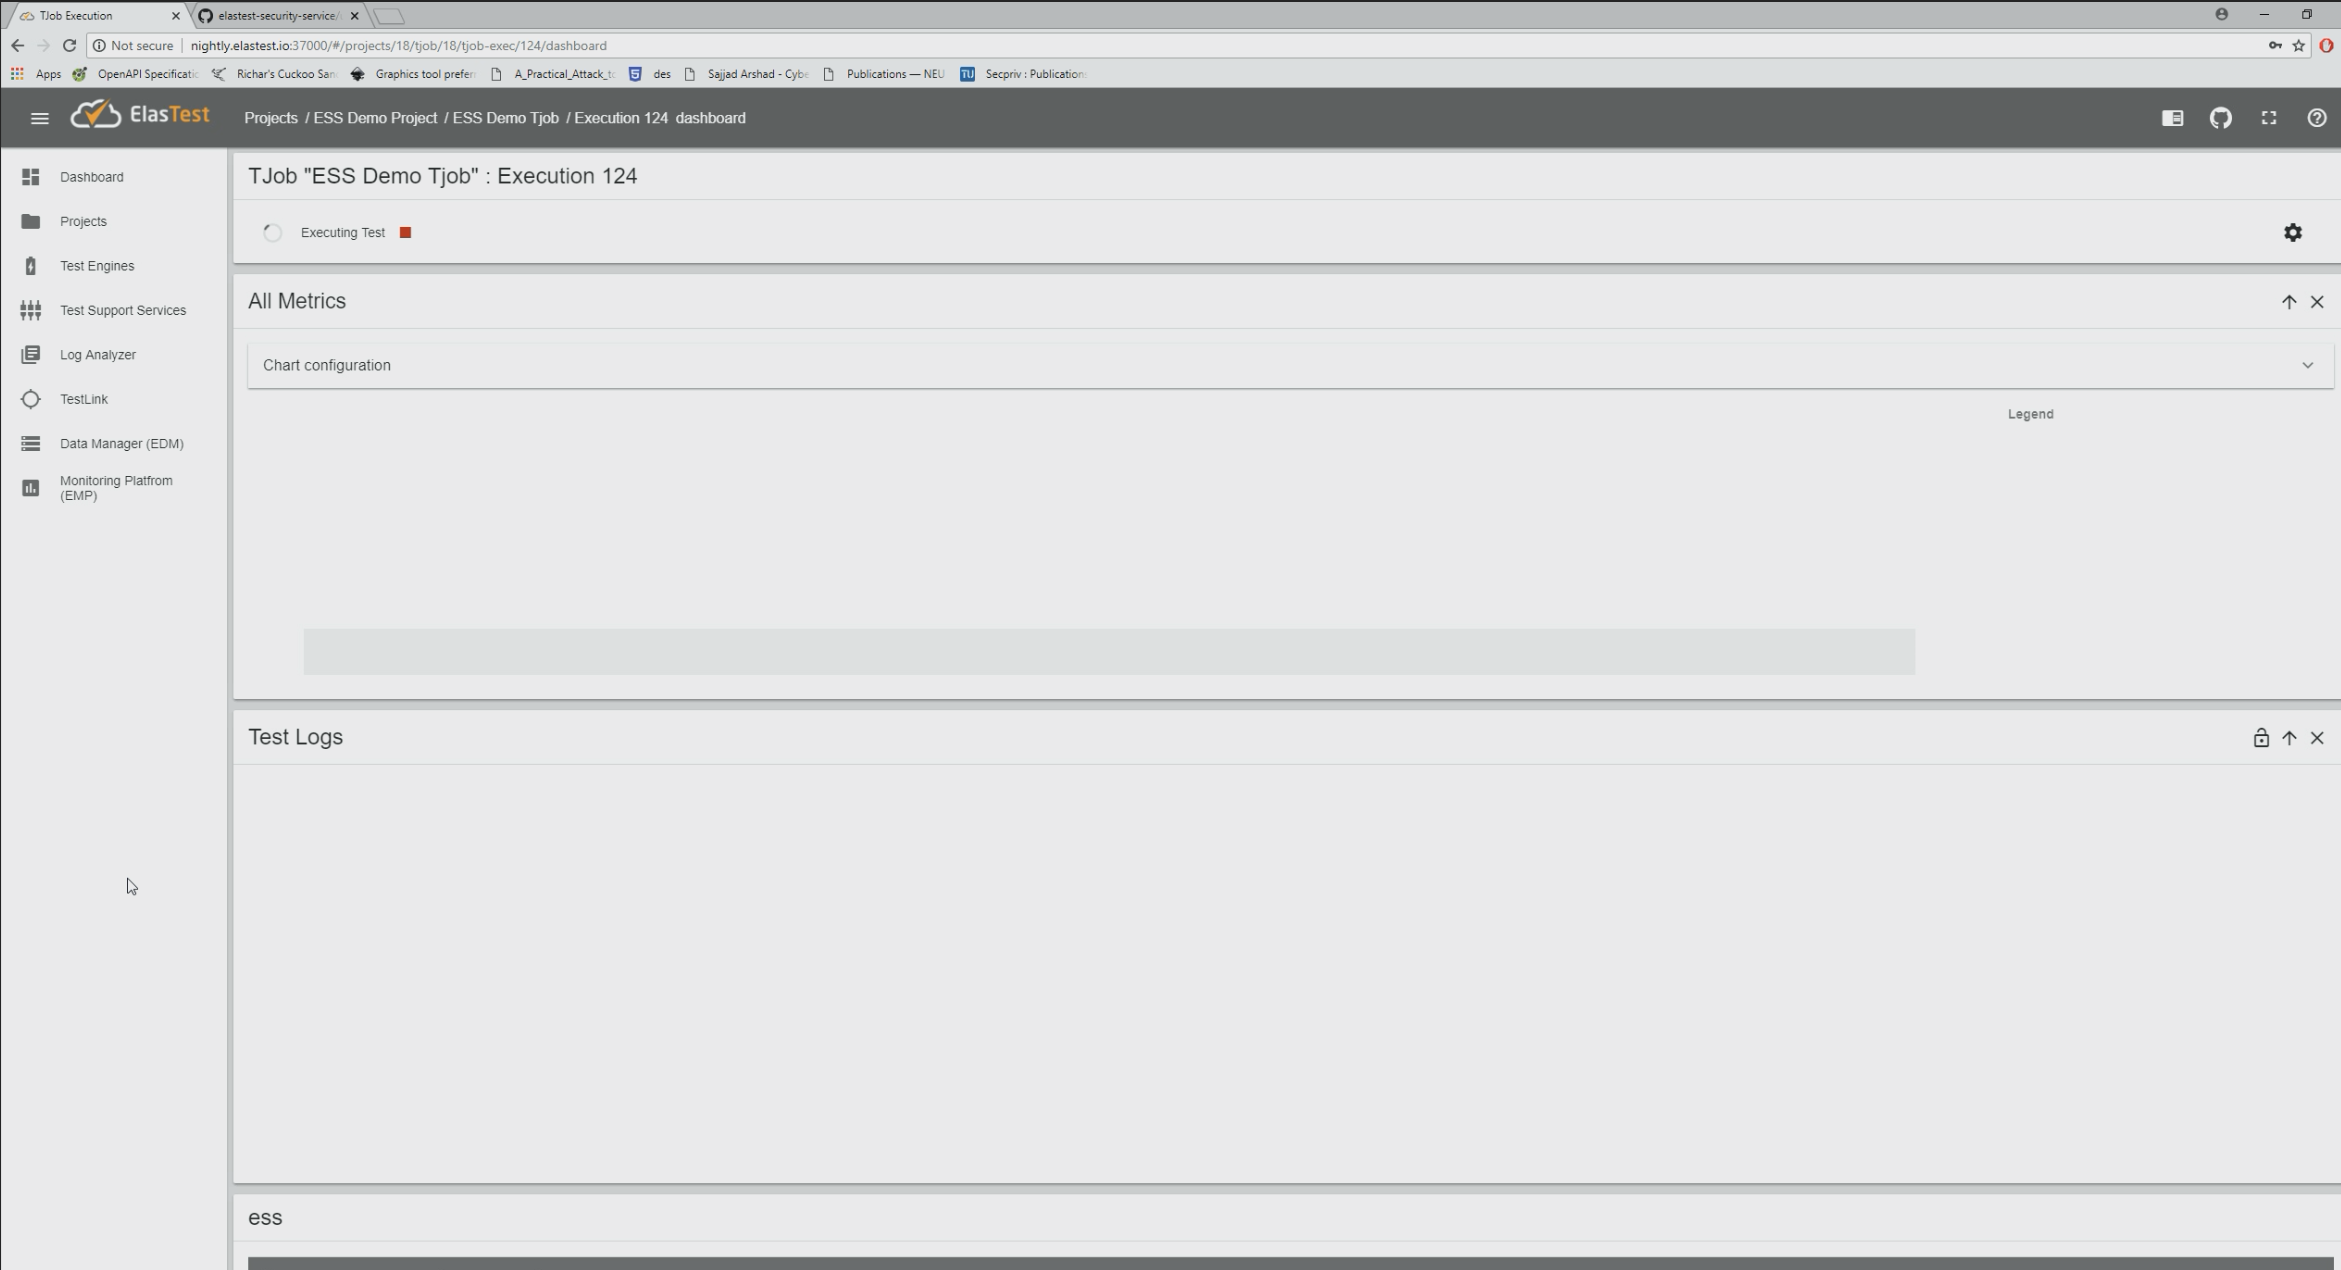 TJob Execution
elastest-security-service/
Not secure
nightly.elastest.io:37000/#/projects/18/tjob/18/tjob-exec/124/dashboard
Apps
OpenAPI Specificatic
Richar's Cuckoo San
Graphics tool prefer
A_Practical_Attack_to
des
Sajjad Arshad - Cybe
Publications — NEU
TU
Secpriv : Publication
ElasTest
Projects / ESS Demo Project / ESS Demo Tjob / Execution 124 dashboard
Dashboard
Projects
Test Engines
Test Support Services
Log Analyzer
TestLink
Data Manager (EDM)
Monitoring Platfrom
(EMP)
TJob "ESS Demo Tjob" : Execution 124
Executing Test
All Metrics
Chart configuration
Legend
Test Logs
ess